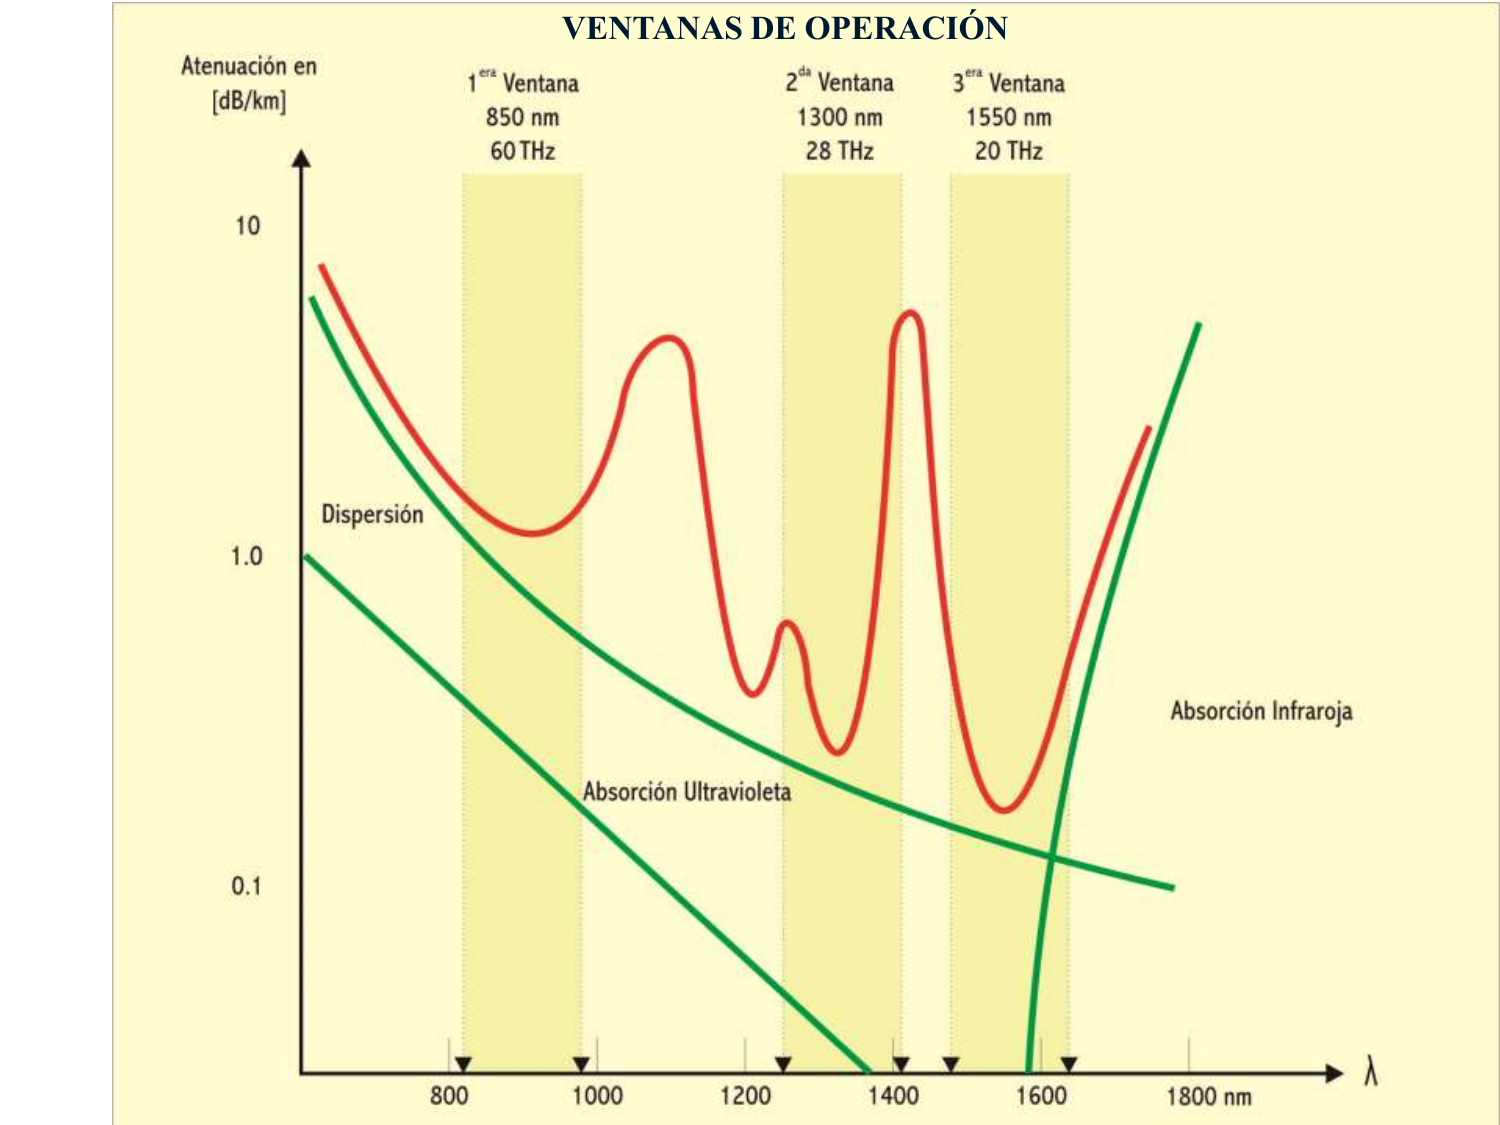 VENTANAS DE OPERACIÓN
Atenuación en
[dB/km]
1era Ventana
850 nm
60 THz
2da Ventana
1300 nm
28 THz
3era Ventana
1550 nm
20 THz
10
Dispersión
1.0
Absorción Infraroja
Absorción Ultravioleta
0.1
λ
800 1000 1200 1400 1600 1800 nm